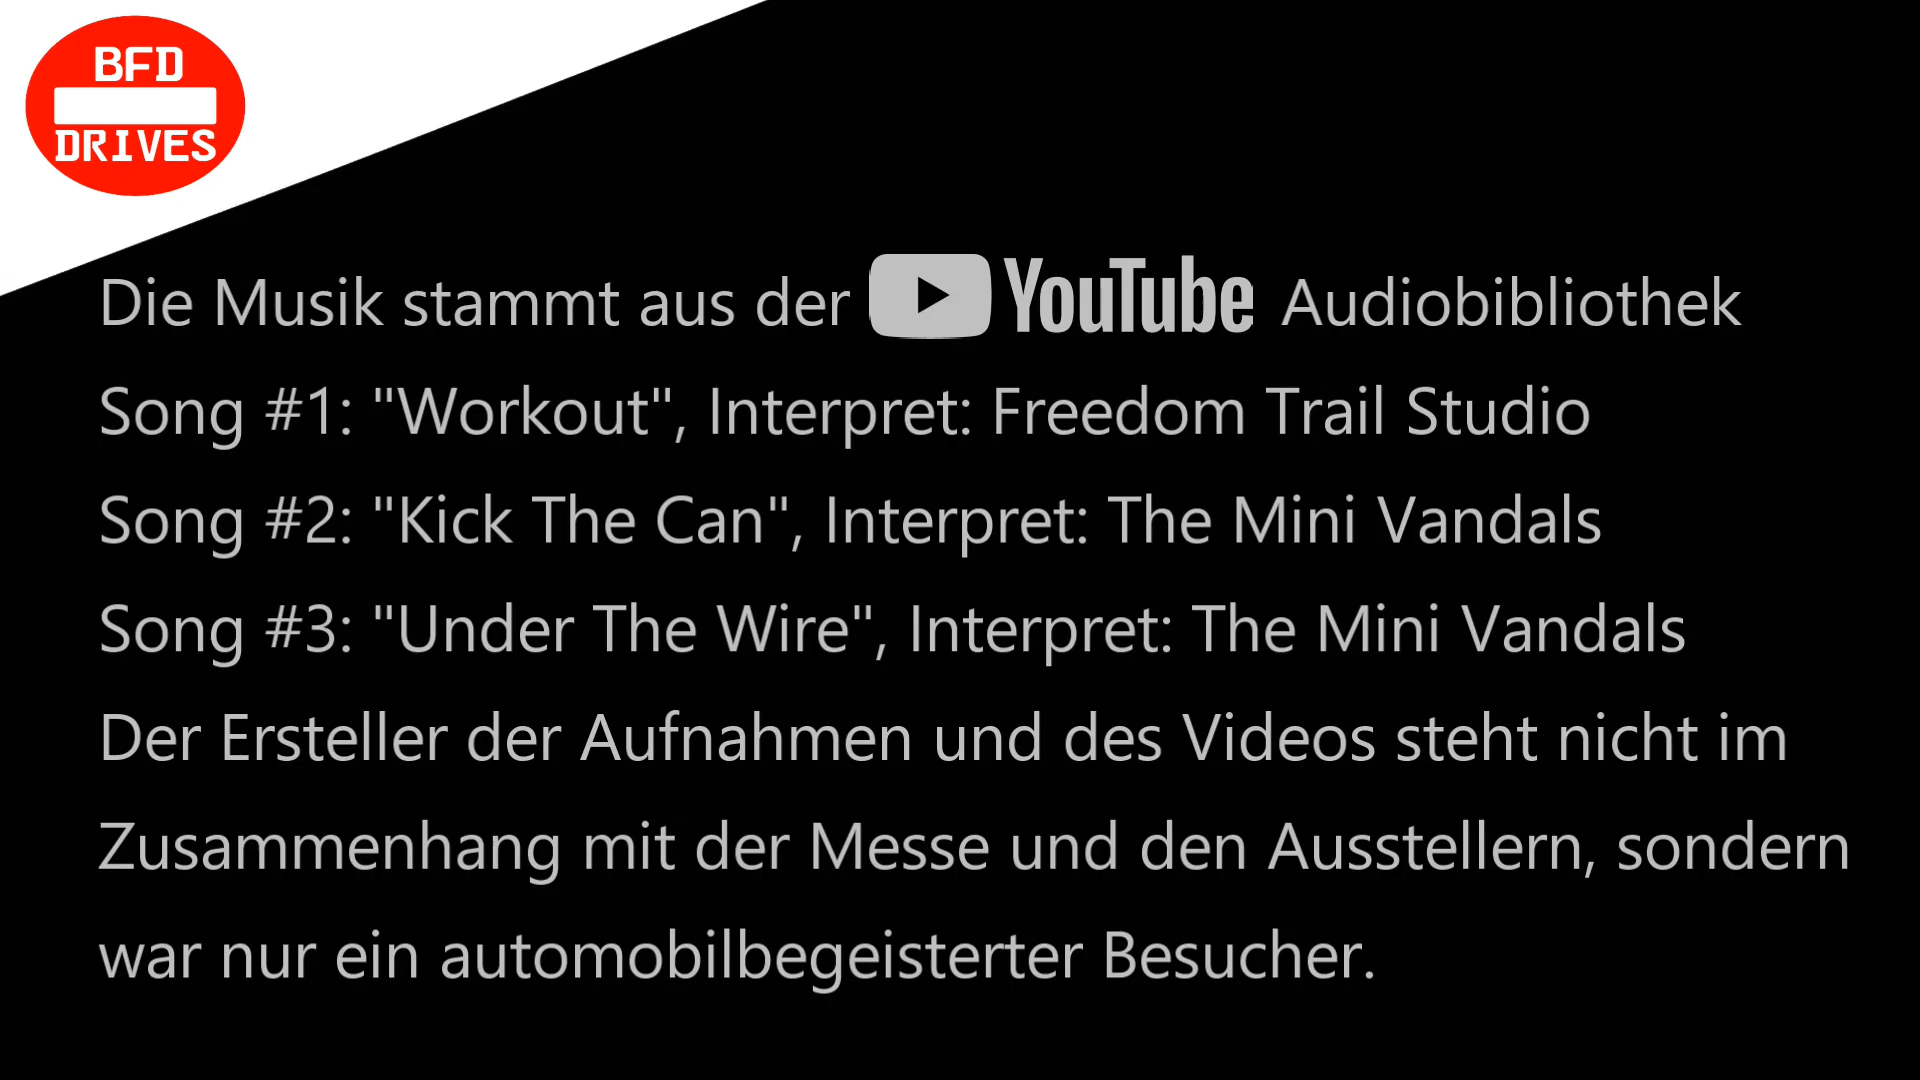 BFD
DRIVES
Die Musik stammt aus der YouTube Audiobibliothek
Song #1: "Workout", Interpret: Freedom Trail Studio
Song #2: "Kick The Can", Interpret: The Mini Vandals
Song #3: "Under The Wire", Interpret: The Mini Vandals
Der Ersteller der Aufnahmen und des Videos steht nicht im
Zusammenhang mit der Messe und den Ausstellern, sondern
war nur ein automobilbegeisterter Besucher.